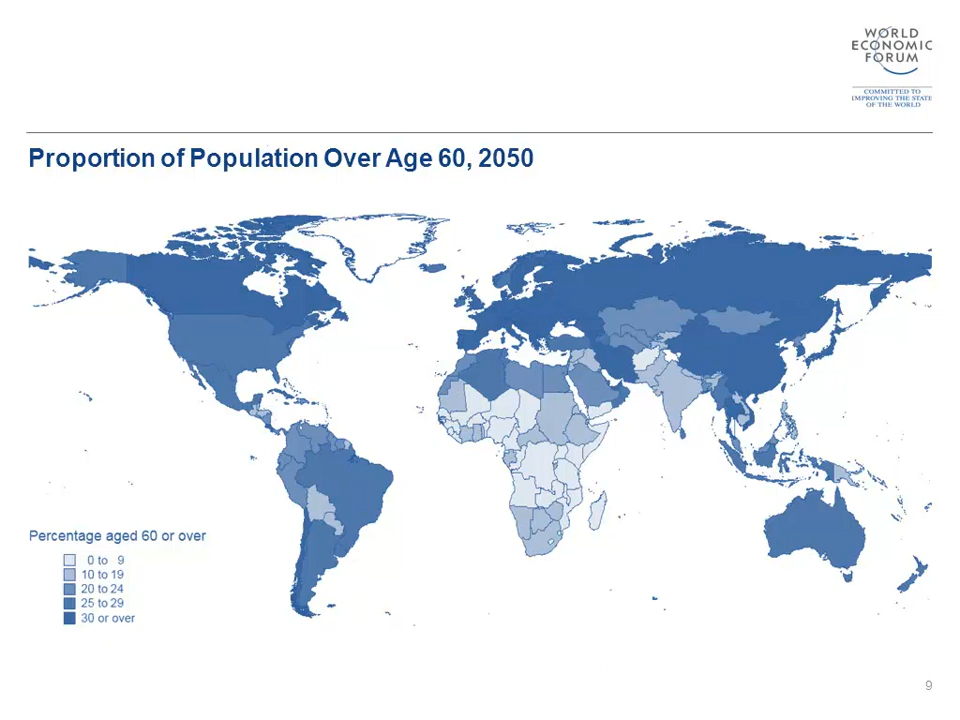 WORLD
ECONOMIC
FORUM
COMMITTED TO
IMPROVING THE STATE
OF THE WORLD
Proportion of Population Over Age 60, 2050
Percentage aged 60 or over
0 to 9
10 to 19
20 to 24
25 to 29
30 or over
9